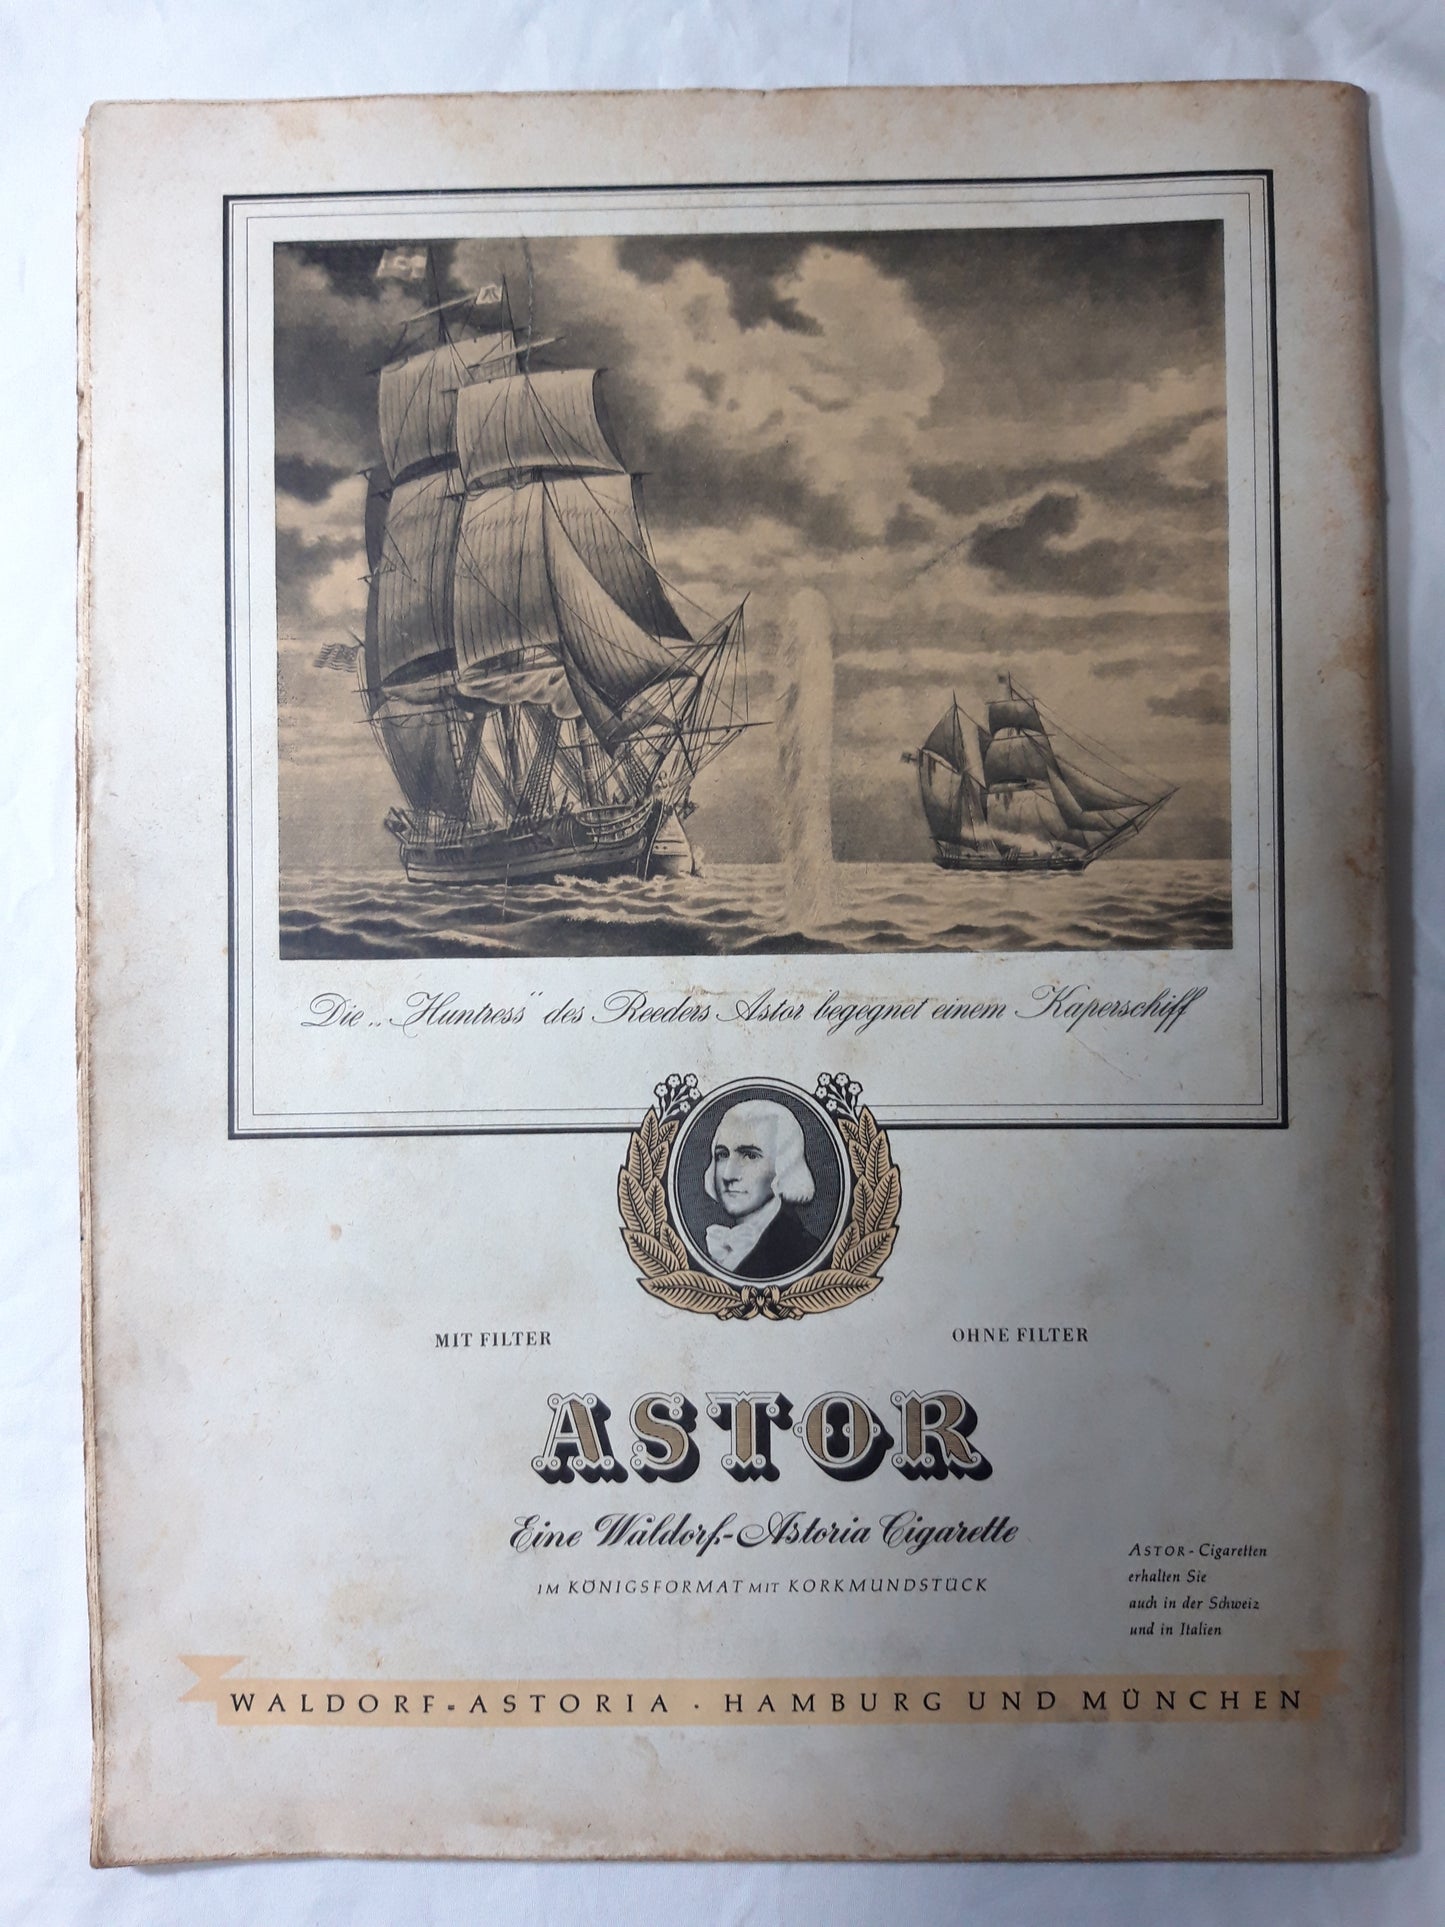 Die „Huntress" des Reeders Astor begegnet einem Kaperschiff
MIT FILTER
OHNE FILTER
ASTOR
Eine Waldorf-Astoria Cigarette
IM KÖNIGSFORMAT MIT KORKMUNDSTÜCK
ASTOR-Cigaretten
erhalten Sie
auch in der Schweiz
und in Italien
WALDORF-ASTORIA · HAMBURG UND MÜNCHEN